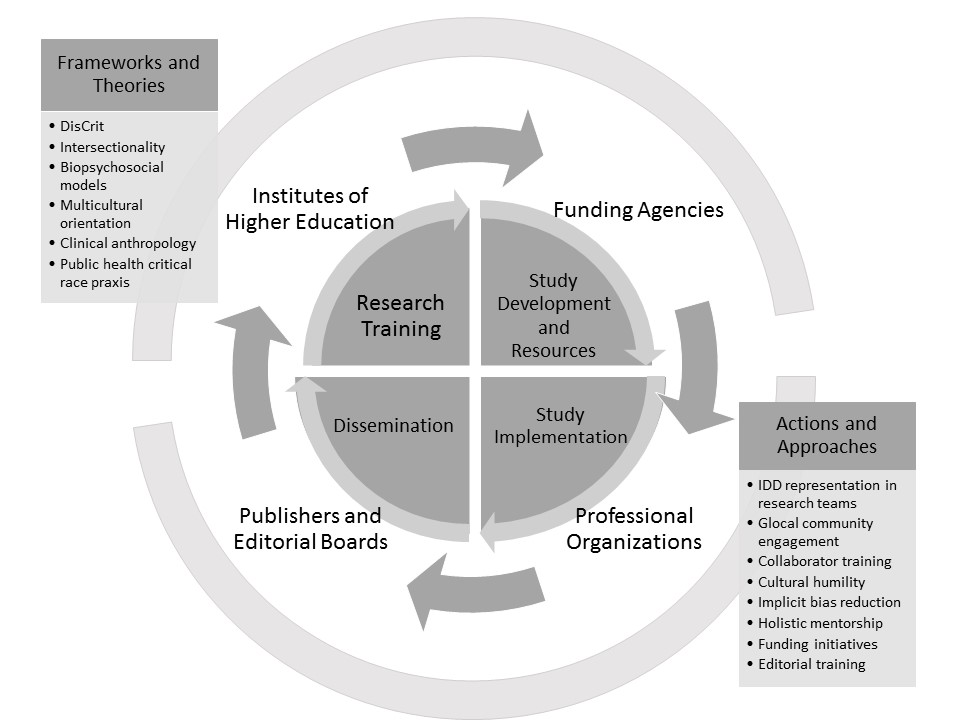 Frameworks and
Theories
• DisCrit
• Intersectionality
• Biopsychosocial
models
• Multicultural
orientation
• Clinical anthropology
• Public health critical
race praxis
Institutes of
Higher Education
Funding Agencies
Research
Training
Study
Development
and
Resources
Dissemination
Study
Implementation
Publishers and
Editorial Boards
Professional
Organizations
Actions and
Approaches
• IDD representation in
research teams
• Glocal community
engagement
• Collaborator training
• Cultural humility
• Implicit bias reduction
• Holistic mentorship
• Funding initiatives
• Editorial training